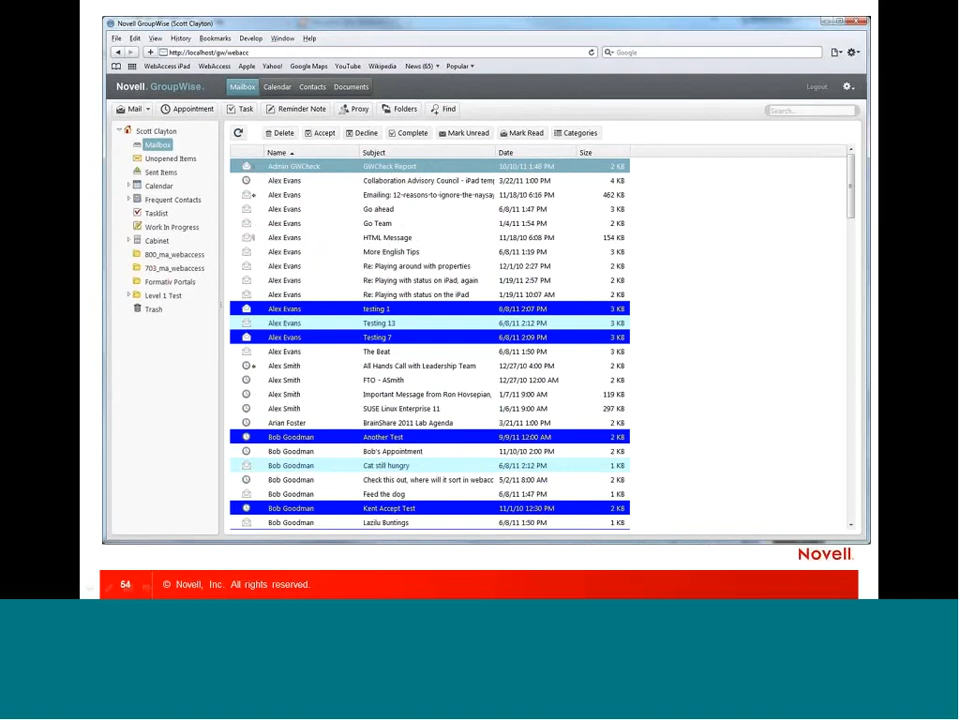 Novell GroupWise (Scott Clayton)
File Edit View History Bookmarks Develop Window Help
http://localhost/gw/webacc Google
WebAccess iPad WebAccess Apple Yahoo! Google Maps YouTube Wikipedia News (65) Popular
Novell. GroupWise. Mailbox Calendar Contacts Documents Logout
Mail Appointment Task Reminder Note Proxy Folders Find Search...
Scott Clayton
Mailbox
Unopened Items
Sent Items
Calendar
Frequent Contacts
Tasklist
Work In Progress
Cabinet
800_ma_webaccess
703_ma_webaccess
Formativ Portals
Level 1 Test
Trash
Delete Accept Decline Complete Mark Unread Mark Read Categories
Name Subject Date Size
Admin GWCheck GWCheck Report 10/10/11 1:46 PM 2 KB
Alex Evans Collaboration Advisory Council - iPad temp 3/22/11 1:00 PM 4 KB
Alex Evans Emailing: 12-reasons-to-ignore-the-naysay 11/18/10 6:16 PM 462 KB
Alex Evans Go ahead 6/8/11 1:47 PM 3 KB
Alex Evans Go Team 1/4/11 1:54 PM 2 KB
Alex Evans HTML Message 11/18/10 6:08 PM 154 KB
Alex Evans More English Tips 6/8/11 1:19 PM 3 KB
Alex Evans Re: Playing around with properties 12/1/10 2:27 PM 2 KB
Alex Evans Re: Playing with status on iPad, again 1/19/11 2:57 PM 2 KB
Alex Evans Re: Playing with status on the iPad 1/19/11 10:07 AM 2 KB
Alex Evans testing 1 6/8/11 2:07 PM 3 KB
Alex Evans Testing 13 6/8/11 2:12 PM 3 KB
Alex Evans Testing 7 6/8/11 2:09 PM 3 KB
Alex Evans The Beat 6/8/11 1:50 PM 3 KB
Alex Smith All Hands Call with Leadership Team 12/27/10 4:00 PM 2 KB
Alex Smith FTO - ASmith 12/27/10 12:00 AM 2 KB
Alex Smith Important Message from Ron Hovsepian, 1/7/11 9:00 AM 119 KB
Alex Smith SUSE Linux Enterprise 11 1/6/11 9:00 AM 297 KB
Arian Foster BrainShare 2011 Lab Agenda 3/21/11 1:00 PM 2 KB
Bob Goodman Another Test 9/9/11 12:00 AM 2 KB
Bob Goodman Bob's Appointment 11/10/10 2:00 PM 2 KB
Bob Goodman Cat still hungry 6/8/11 2:12 PM 1 KB
Bob Goodman Check this out, where will it sort in webacc 5/2/11 8:00 AM 2 KB
Bob Goodman Feed the dog 6/8/11 1:47 PM 3 KB
Bob Goodman Kent Accept Test 11/1/10 12:30 PM 2 KB
Bob Goodman Lazilu Buntings 6/8/11 1:50 PM 1 KB
Novell.
54 © Novell, Inc. All rights reserved.